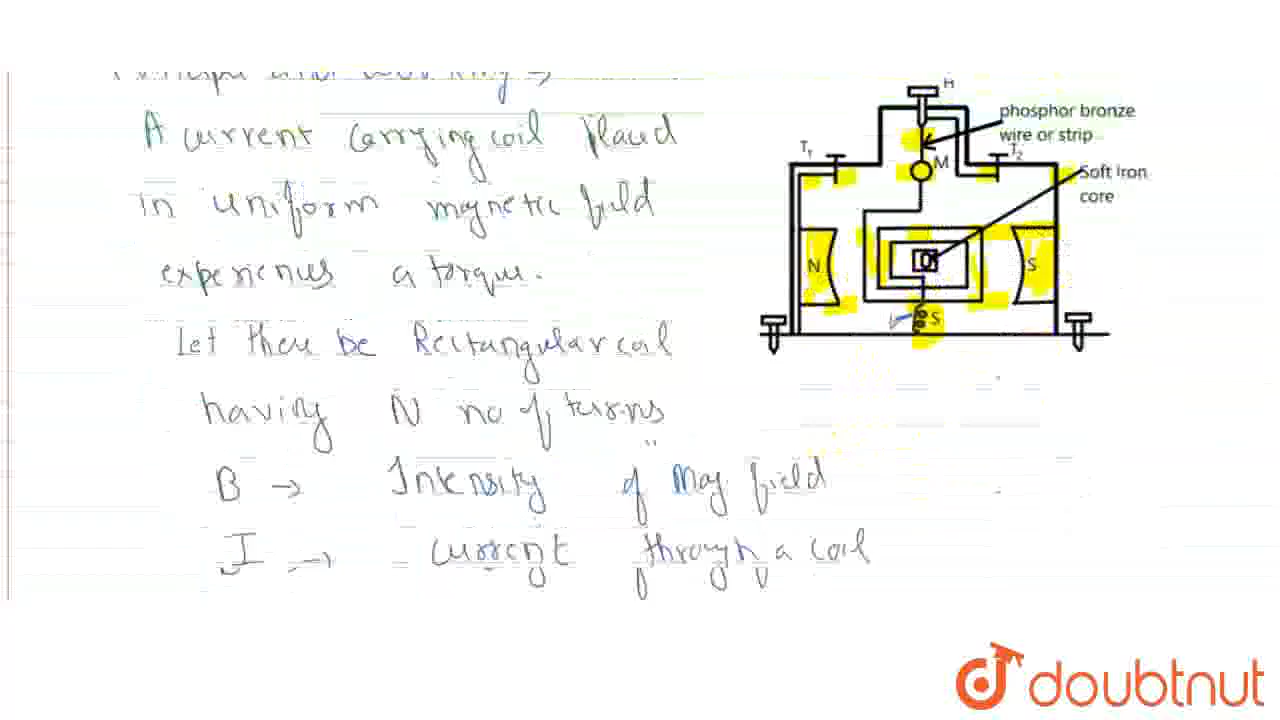 A current carrying coil placed
in uniform magnetic field
experiences a torque.
Let there be Rectangular coil
having N no of turns
B → Intensity of Mag field
I → current through a coil
H
phosphor bronze
wire or strip
T1
M
T2
Soft Iron
core
N
S
S
doubtnut